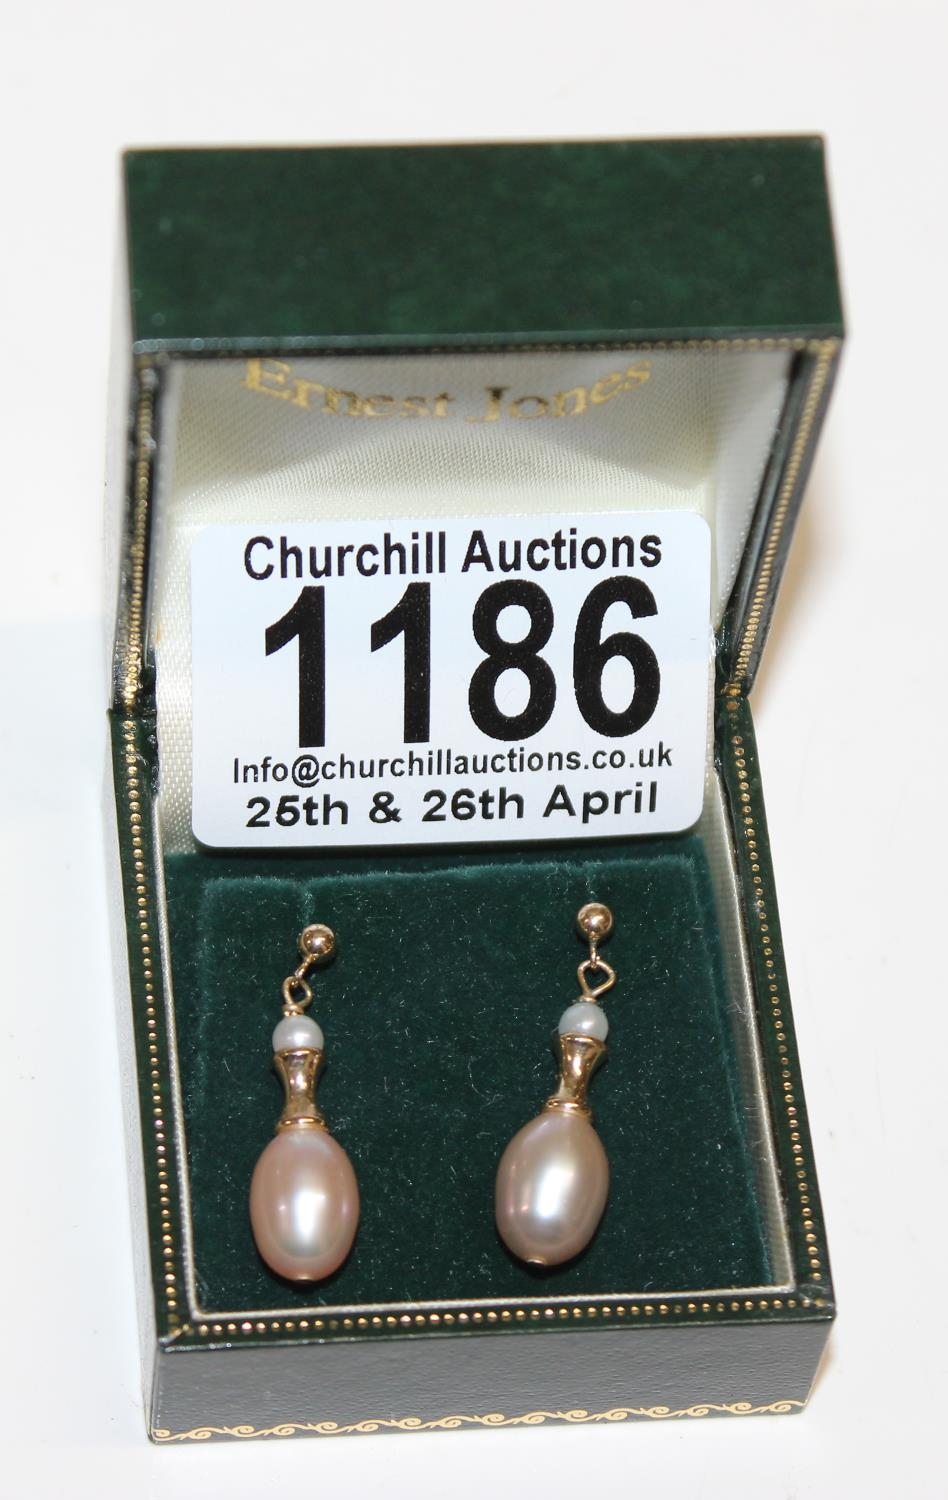 Ernest Jones
Churchill Auctions
1186
Info@churchillauctions.co.uk
25th & 26th April